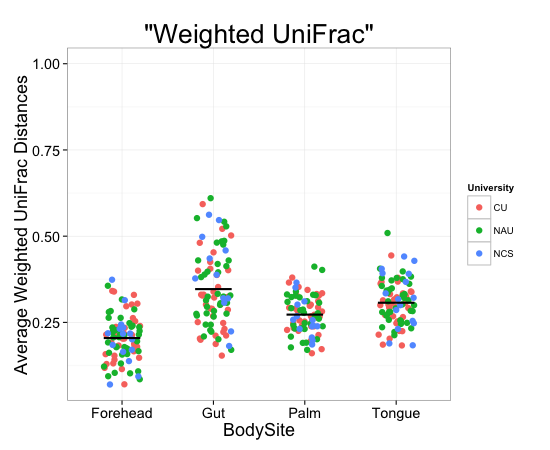 "Weighted UniFrac"
Average Weighted UniFrac Distances
1.00
0.75
0.50
0.25
Forehead Gut Palm Tongue
BodySite
University
CU
NAU
NCS